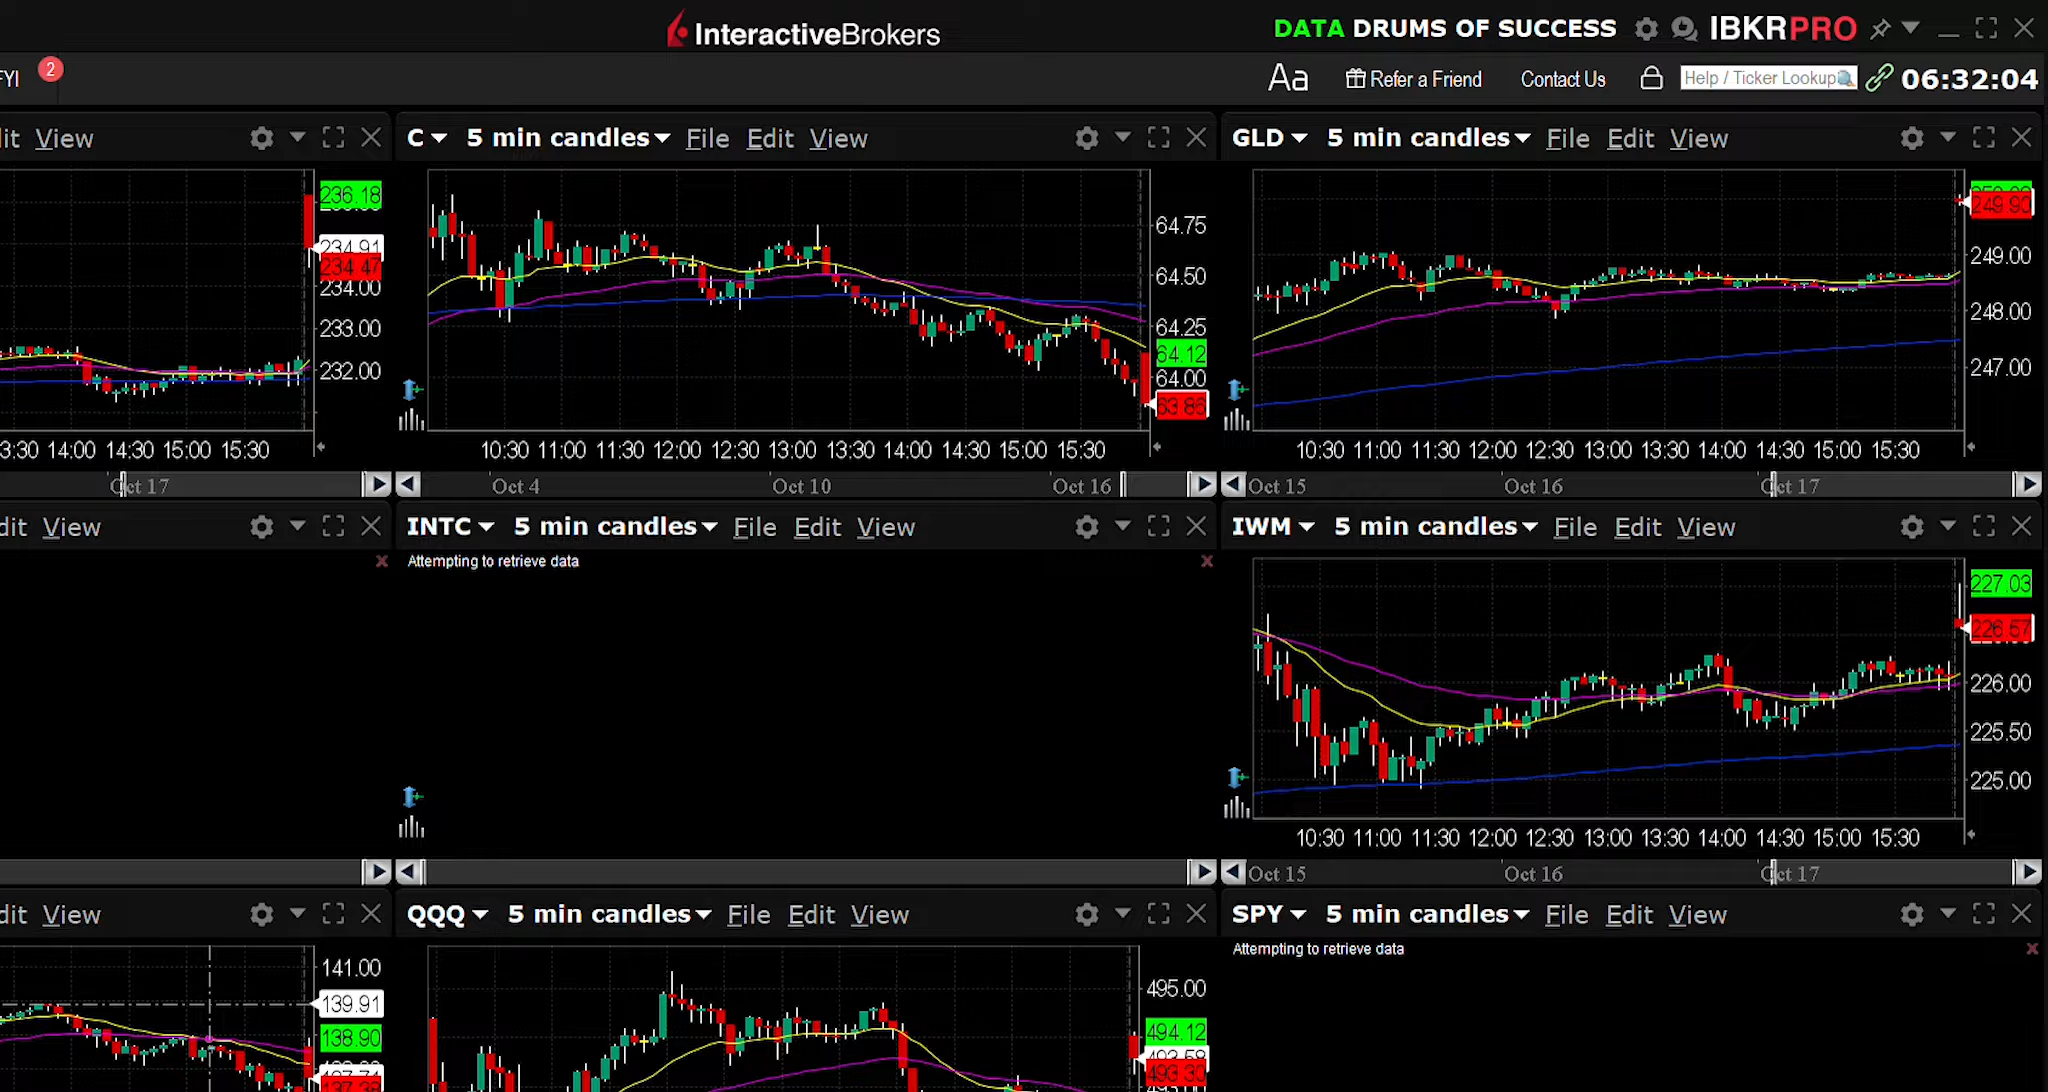 InteractiveBrokers
DATA DRUMS OF SUCCESS IBKRPRO
FYI 2
Aa Refer a Friend Contact Us Help / Ticker Lookup 06:32:04
View
C 5 min candles File Edit View
GLD 5 min candles File Edit View
236.18
234.91
234.47
234.00
233.00
232.00
14:00 14:30 15:00 15:30
Oct 17
64.75
64.50
64.25
64.12
64.00
63.86
10:30 11:00 11:30 12:00 12:30 13:00 13:30 14:00 14:30 15:00 15:30
Oct 4 Oct 10 Oct 16
249.90
249.00
248.00
247.00
10:30 11:00 11:30 12:00 12:30 13:00 13:30 14:00 14:30 15:00 15:30
Oct 15 Oct 16 Oct 17
View
INTC 5 min candles File Edit View
Attempting to retrieve data
IWM 5 min candles File Edit View
227.03
226.57
226.00
225.50
225.00
10:30 11:00 11:30 12:00 12:30 13:00 13:30 14:00 14:30 15:00 15:30
Oct 15 Oct 16 Oct 17
View
QQQ 5 min candles File Edit View
SPY 5 min candles File Edit View
Attempting to retrieve data
141.00
139.91
138.90
495.00
494.12
493.30